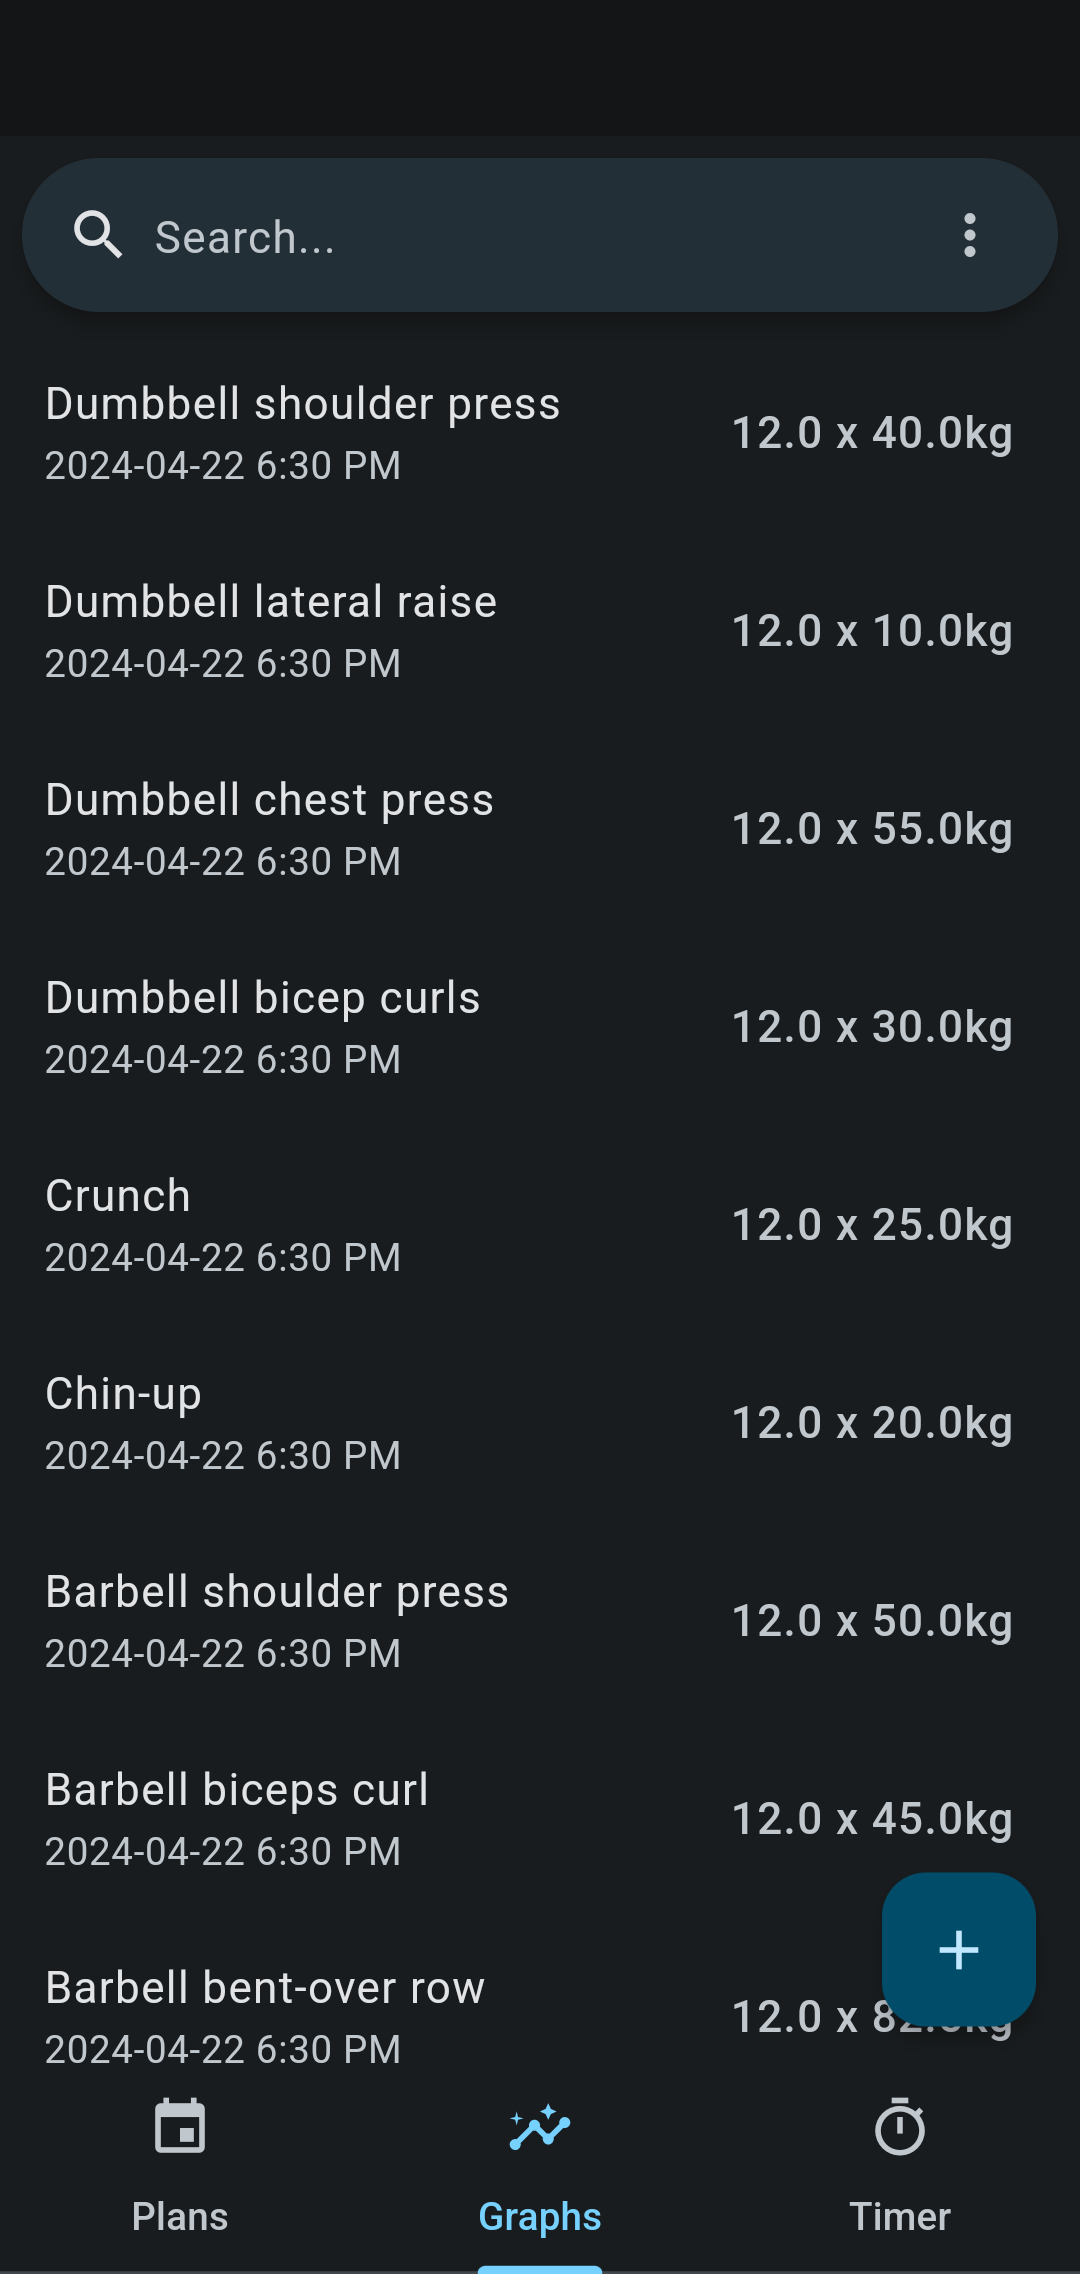 Search...
Dumbbell shoulder press
2024-04-22 6:30 PM
12.0 x 40.0kg
Dumbbell lateral raise
2024-04-22 6:30 PM
12.0 x 10.0kg
Dumbbell chest press
2024-04-22 6:30 PM
12.0 x 55.0kg
Dumbbell bicep curls
2024-04-22 6:30 PM
12.0 x 30.0kg
Crunch
2024-04-22 6:30 PM
12.0 x 25.0kg
Chin-up
2024-04-22 6:30 PM
12.0 x 20.0kg
Barbell shoulder press
2024-04-22 6:30 PM
12.0 x 50.0kg
Barbell biceps curl
2024-04-22 6:30 PM
12.0 x 45.0kg
Barbell bent-over row
2024-04-22 6:30 PM
12.0 x
Plans
Graphs
Timer